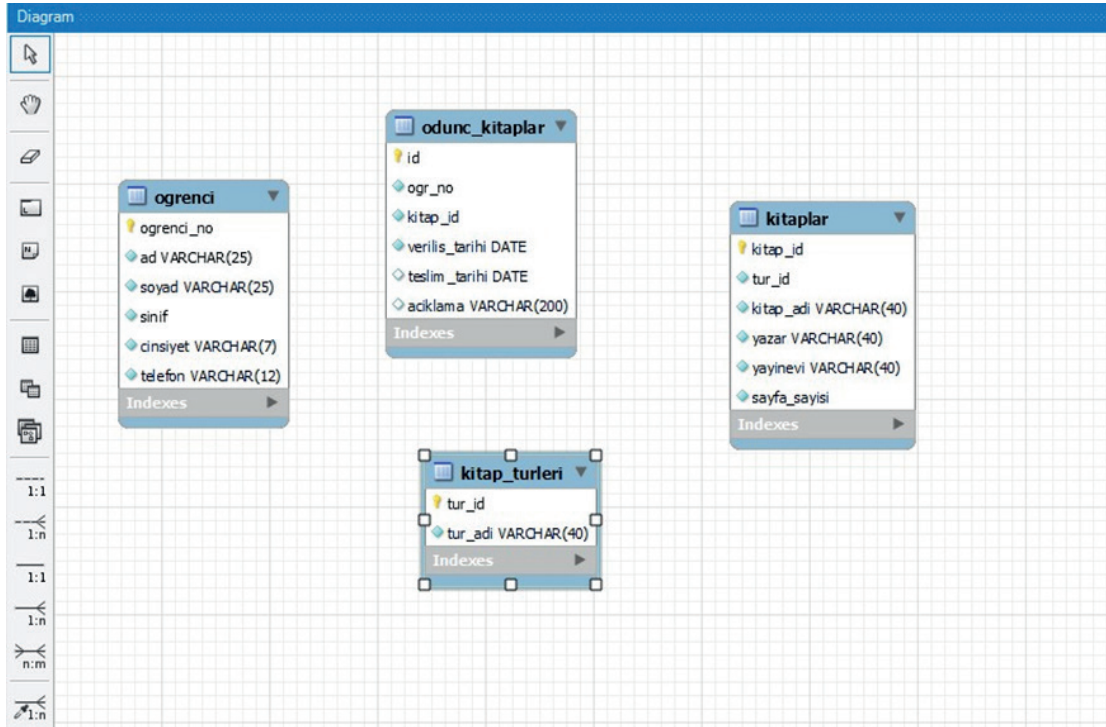 Diagram
odunc_kitaplar
id
ogr_no
kitap_id
verilis_tarihi DATE
teslim _tarihi DATE
aciklama VARCHAR(200)
Indexes
ogrenci
ogrenci_no
ad VARCHAR(25)
soyad VARCHAR(25)
sinif
cinsiyet VARCHAR(7)
telefon VARCHAR(12)
Indexes
kitaplar
kitap_id
tur_id
kitap_adi VARCHAR(40)
yazar VARCHAR(40)
yayinevi VARCHAR(40)
sayfa_sayisi
Indexes
kitap_turleri
tur_id
tur_adi VARCHAR(40)
Indexes
1:1
1:n
1:1
1:n
n:m
1:n